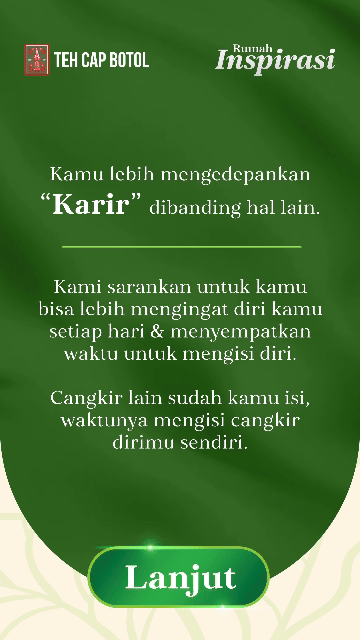 TEH CAP BOTOL
Rumah
Inspirasi
Kamu lebih mengedepankan
“Karir” dibanding hal lain.
Kami sarankan untuk kamu
bisa lebih mengingat diri kamu
setiap hari & menyempatkan
waktu untuk mengisi diri.
Cangkir lain sudah kamu isi,
waktunya mengisi cangkir
dirimu sendiri.
Lanjut